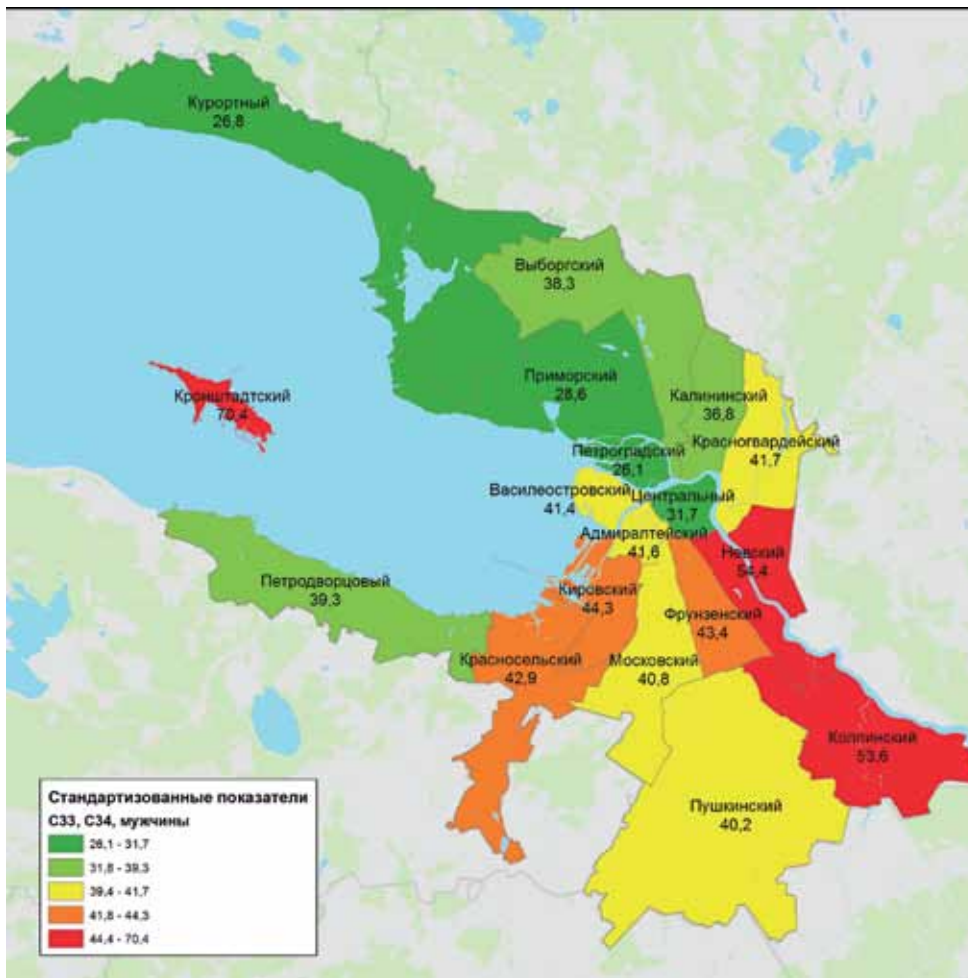 Курортный
26,8
Выборгский
38,3
Приморский
28,6
Кронштадтский
70,4
Калининский
36,8
Красногвардейский
41,7
Петроградский
26,1
Василеостровский
41,4
Центральный
31,7
Адмиралтейский
41,6
Невский
54,4
Петродворцовый
39,3
Кировский
44,3
Фрунзенский
43,4
Красносельский
42,9
Московский
40,8
Колпинский
53,6
Пушкинский
40,2
Стандартизованные показатели
С33, С34, мужчины
26,1 - 31,7
31,8 - 39,3
39,4 - 41,7
41,8 - 44,3
44,4 - 70,4